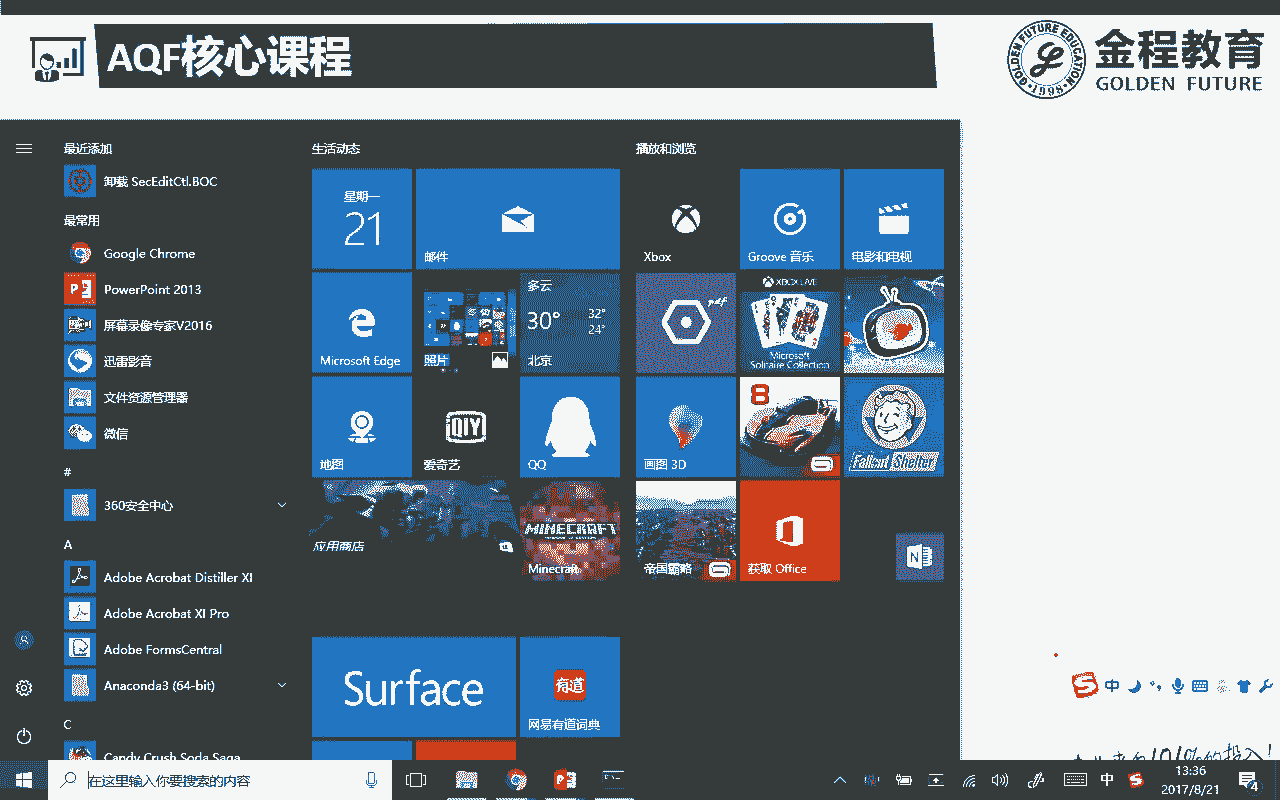 AQF核心课程
金程教育
GOLDEN FUTURE
GOLDEN FUTURE EDUCATION
1998
最近添加
卸载 SecEditCtl.BOC
最常用
Google Chrome
PowerPoint 2013
屏幕录像专家V2016
迅雷影音
文件资源管理器
微信
#
360安全中心
A
Adobe Acrobat Distiller XI
Adobe Acrobat XI Pro
Adobe FormsCentral
Anaconda3 (64-bit)
C
Candy Crush Soda Saga
生活动态
星期一
21
邮件
Microsoft Edge
照片
多云
30°
32°
24°
北京
地图
QIY
爱奇艺
QQ
应用商店
MINECRAFT
Minecraft
Surface
有道
网易有道词典
播放和浏览
Xbox
Groove 音乐
电影和电视
pdf
XBOX LIVE
Microsoft
Solitaire Collection
画图 3D
8
Fallout Shelter
帝国霸略
获取 Office
N
中
在这里输入你要搜索的内容
中
13:36
2017/8/21
4